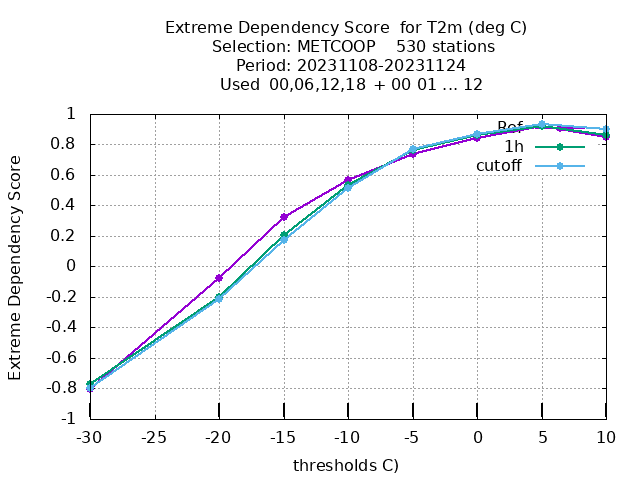 Extreme Dependency Score for T2m (deg C)
Selection: METCOOP 530 stations
Period: 20231108-20231124
Used 00,06,12,18 + 00 01 ... 12
Extreme Dependency Score
1
0.8
0.6
0.4
0.2
0
-0.2
-0.4
-0.6
-0.8
-1
Ref
1h
cutoff
-30
-25
-20
-15
-10
-5
0
5
10
thresholds C)